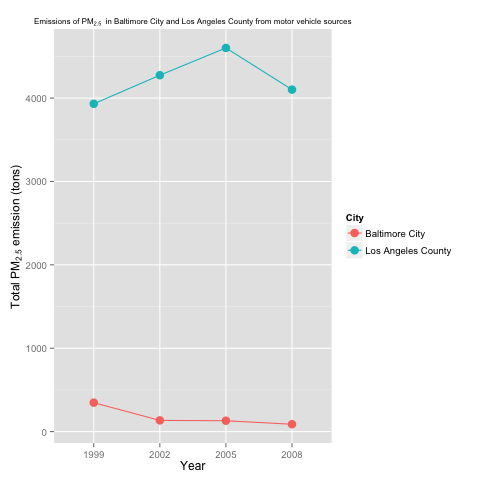 Emissions of PM2.5 in Baltimore City and Los Angeles County from motor vehicle sources
4000
3000
2000
1000
0
Total PM2.5 emission (tons)
1999 2002 2005 2008
Year
City
Baltimore City
Los Angeles County